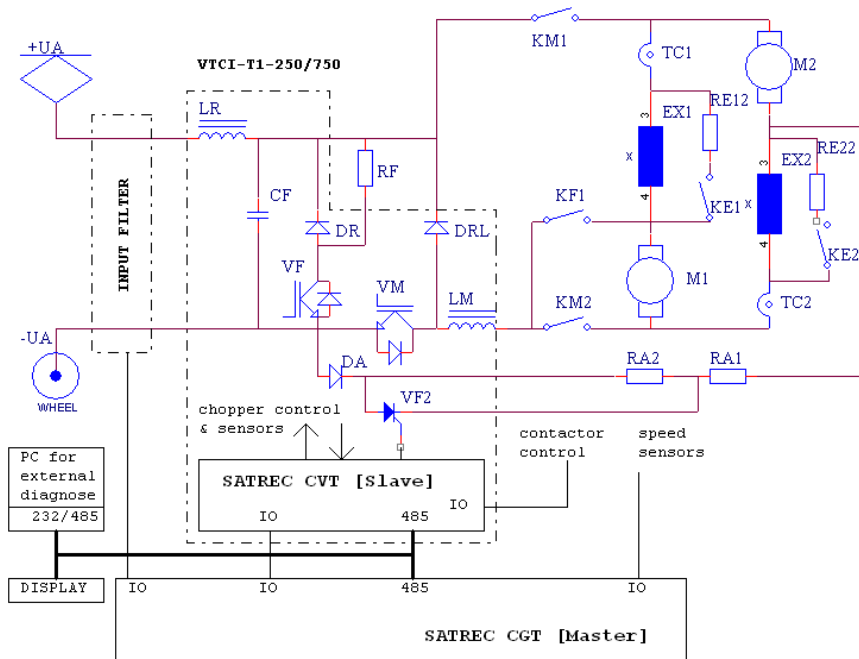 +UA
VTCI-T1-250/750
KM1
TC1
M2
LR
RE12
EX1
3
X
4
RF
CF
RE22
EX2
3
X
4
INPUT FILTER
DR
DRL
KF1
KE1
KE2
VF
VM
LM
M1
KM2
TC2
-UA
WHEEL
DA
RA2
RA1
VF2
chopper control
& sensors
contactor
control
speed
sensors
PC for
external
diagnose
232/485
SATREC CVT [Slave]
IO
IO
485
DISPLAY
IO
IO
485
IO
SATREC CGT [Master]